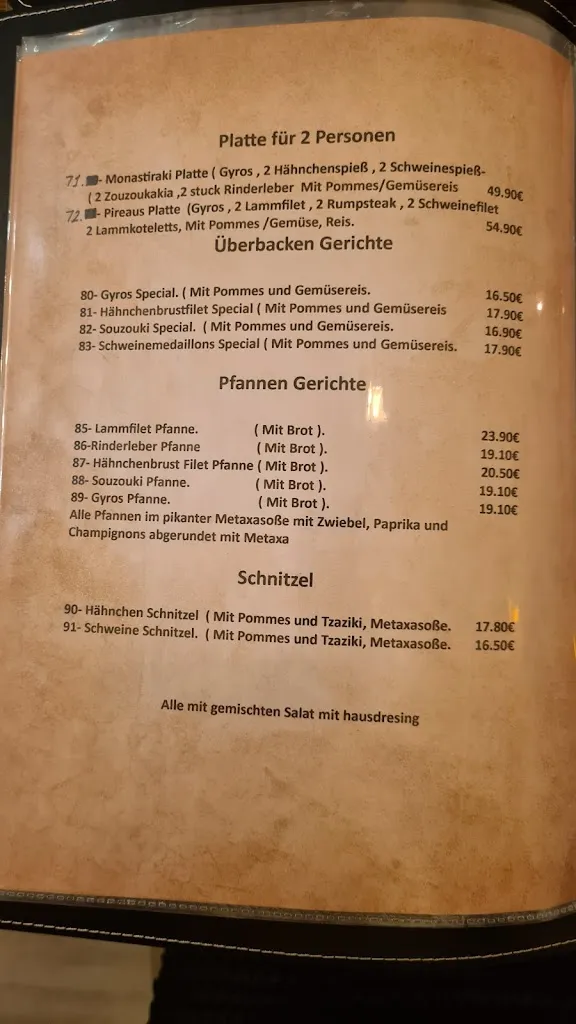 Platte für 2 Personen
71. - Monastiraki Platte ( Gyros , 2 Hähnchenspieß , 2 Schweinespieß-
( 2 Zouzoukakia ,2 stuck Rinderleber Mit Pommes/Gemüsereis 49.90€
72. - Pireaus Platte (Gyros , 2 Lammfilet , 2 Rumpsteak , 2 Schweinefilet
2 Lammkoteletts, Mit Pommes /Gemüse, Reis. 54.90€
Überbacken Gerichte
80- Gyros Special. ( Mit Pommes und Gemüsereis. 16.50€
81- Hähnchenbrustfilet Special ( Mit Pommes und Gemüsereis 17.90€
82- Souzouki Special. ( Mit Pommes und Gemüsereis. 16.90€
83- Schweinemedaillons Special ( Mit Pommes und Gemüsereis. 17.90€
Pfannen Gerichte
85- Lammfilet Pfanne. ( Mit Brot ). 23.90€
86-Rinderleber Pfanne ( Mit Brot ). 19.10€
87- Hähnchenbrust Filet Pfanne ( Mit Brot ). 20.50€
88- Souzouki Pfanne. ( Mit Brot ). 19.10€
89- Gyros Pfanne. ( Mit Brot ). 19.10€
Alle Pfannen im pikanter Metaxasoße mit Zwiebel, Paprika und
Champignons abgerundet mit Metaxa
Schnitzel
90- Hähnchen Schnitzel ( Mit Pommes und Tzaziki, Metaxasoße. 17.80€
91- Schweine Schnitzel. ( Mit Pommes und Tzaziki, Metaxasoße. 16.50€
Alle mit gemischten Salat mit hausdresing